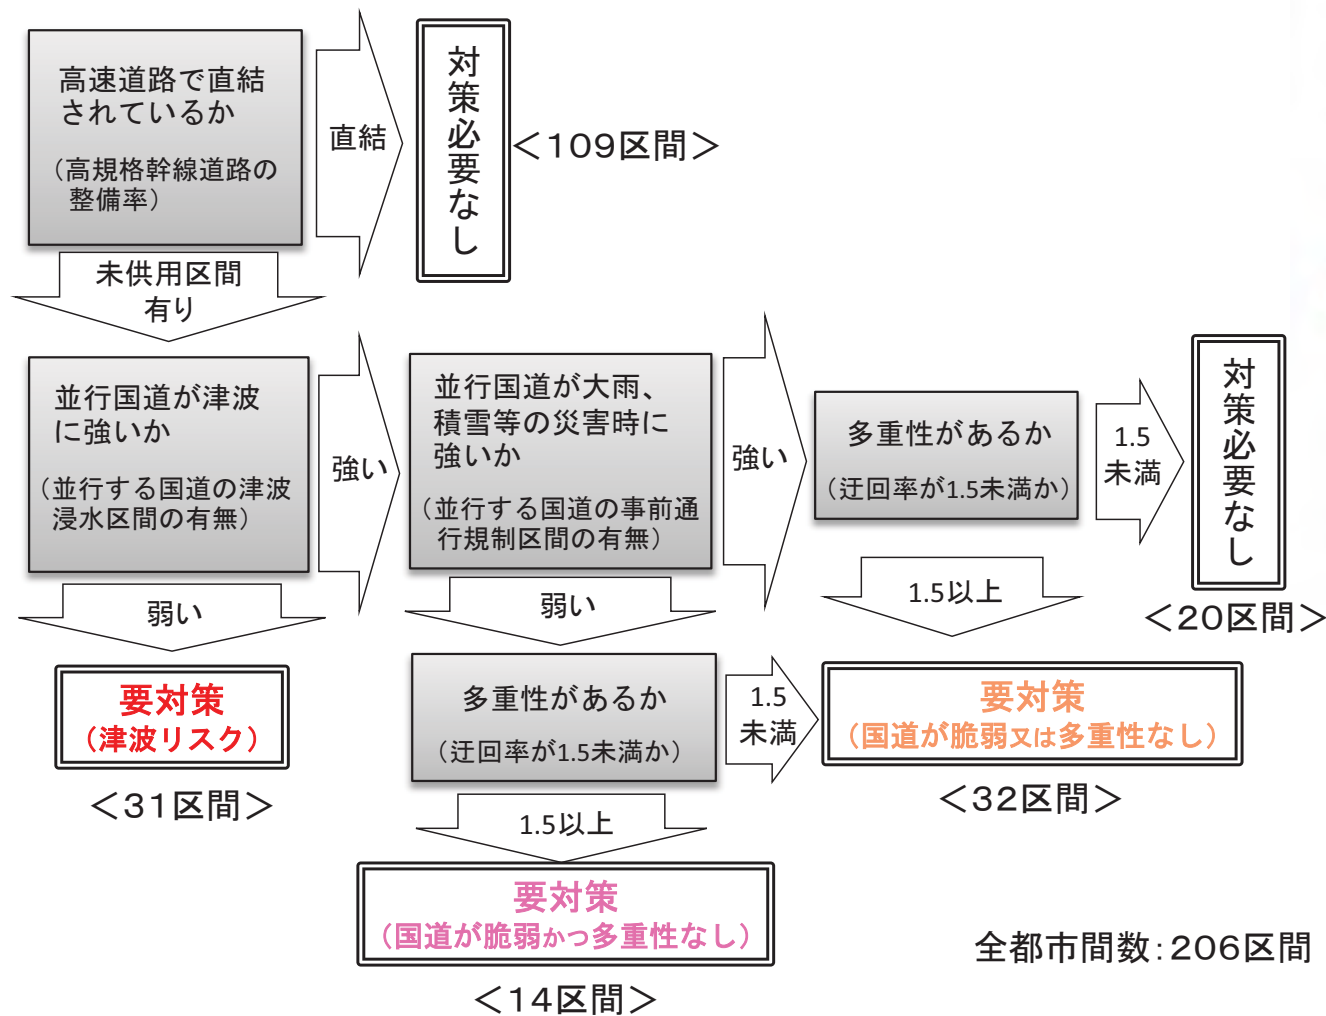 高速道路で直結
されているか
（高規格幹線道路の
整備率）
直結
対策必要なし
＜109区間＞
未供用区間
有り
並行国道が津波
に強いか
（並行する国道の津波
浸水区間の有無）
強い
並行国道が大雨、
積雪等の災害時に
強いか
（並行する国道の事前通
行規制区間の有無）
強い
多重性があるか
（迂回率が1.5未満か）
1.5
未満
対策必要なし
＜20区間＞
弱い
弱い
1.5以上
要対策
（津波リスク）
＜31区間＞
多重性があるか
（迂回率が1.5未満か）
1.5
未満
要対策
（国道が脆弱又は多重性なし）
＜32区間＞
1.5以上
要対策
（国道が脆弱かつ多重性なし）
＜14区間＞
全都市間数：206区間